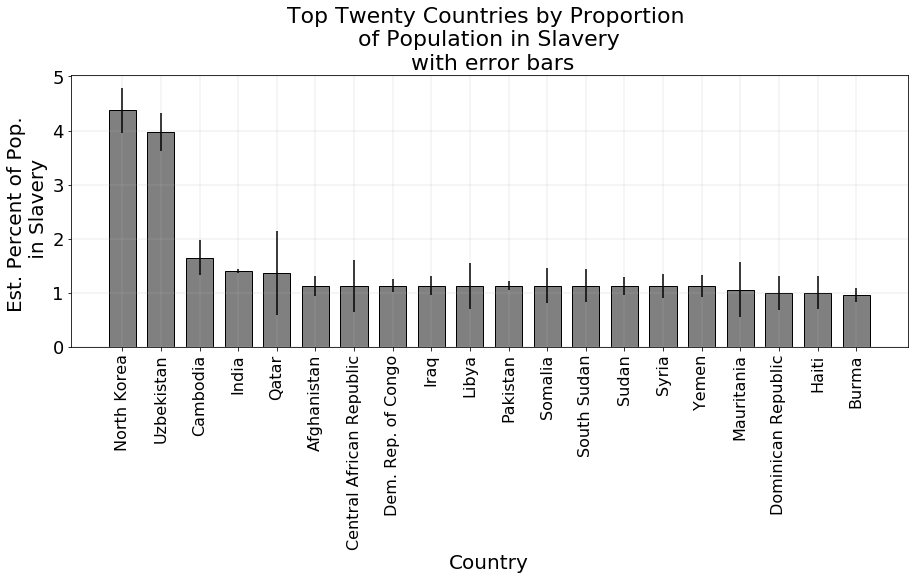 Top Twenty Countries by Proportion
of Population in Slavery
with error bars
Est. Percent of Pop.
in Slavery
5
4
3
2
1
0
North Korea
Uzbekistan
Cambodia
India
Qatar
Afghanistan
Central African Republic
Dem. Rep. of Congo
Iraq
Libya
Pakistan
Somalia
South Sudan
Sudan
Syria
Yemen
Mauritania
Dominican Republic
Haiti
Burma
Country